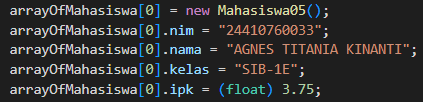 arrayOfMahasiswa[0] = new Mahasiswa05();
arrayOfMahasiswa[0].nim = "24410760033";
arrayOfMahasiswa[0].nama = "AGNES TITANIA KINANTI";
arrayOfMahasiswa[0].kelas = "SIB-1E";
arrayOfMahasiswa[0].ipk = (float) 3.75;